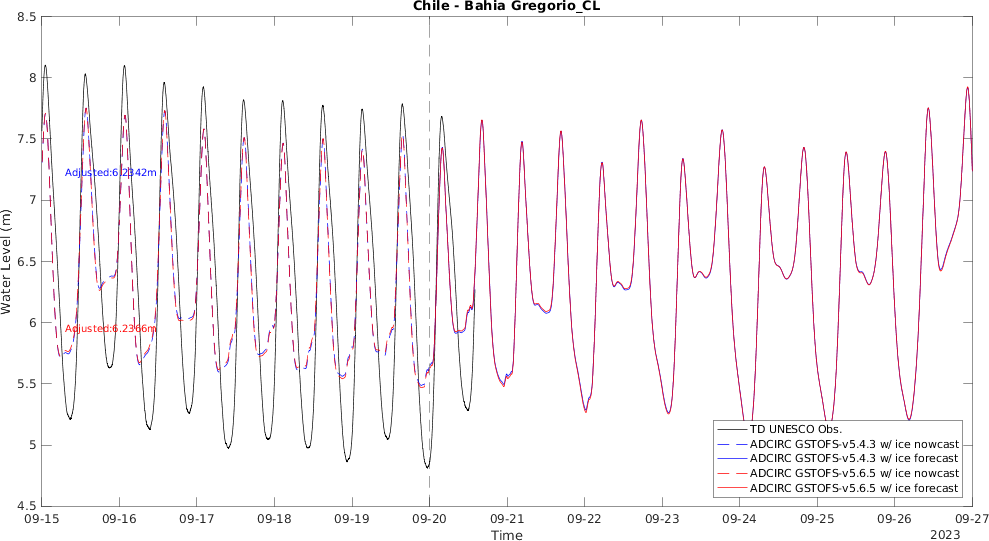 Chile - Bahia Gregorio_CL
8.5
8
7.5
7
6.5
6
5.5
5
4.5
Water Level (m)
Adjusted:6.2342m
Adjusted:6.2366m
TD UNESCO Obs.
ADCIRC GSTOFS-v5.4.3 w/ ice nowcast
ADCIRC GSTOFS-v5.4.3 w/ ice forecast
ADCIRC GSTOFS-v5.6.5 w/ ice nowcast
ADCIRC GSTOFS-v5.6.5 w/ ice forecast
09-15 09-16 09-17 09-18 09-19 09-20 09-21 09-22 09-23 09-24 09-25 09-26 09-27
Time
2023